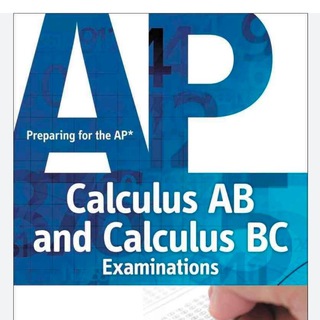 AP
Preparing for the AP*
Calculus AB
and Calculus BC
Examinations